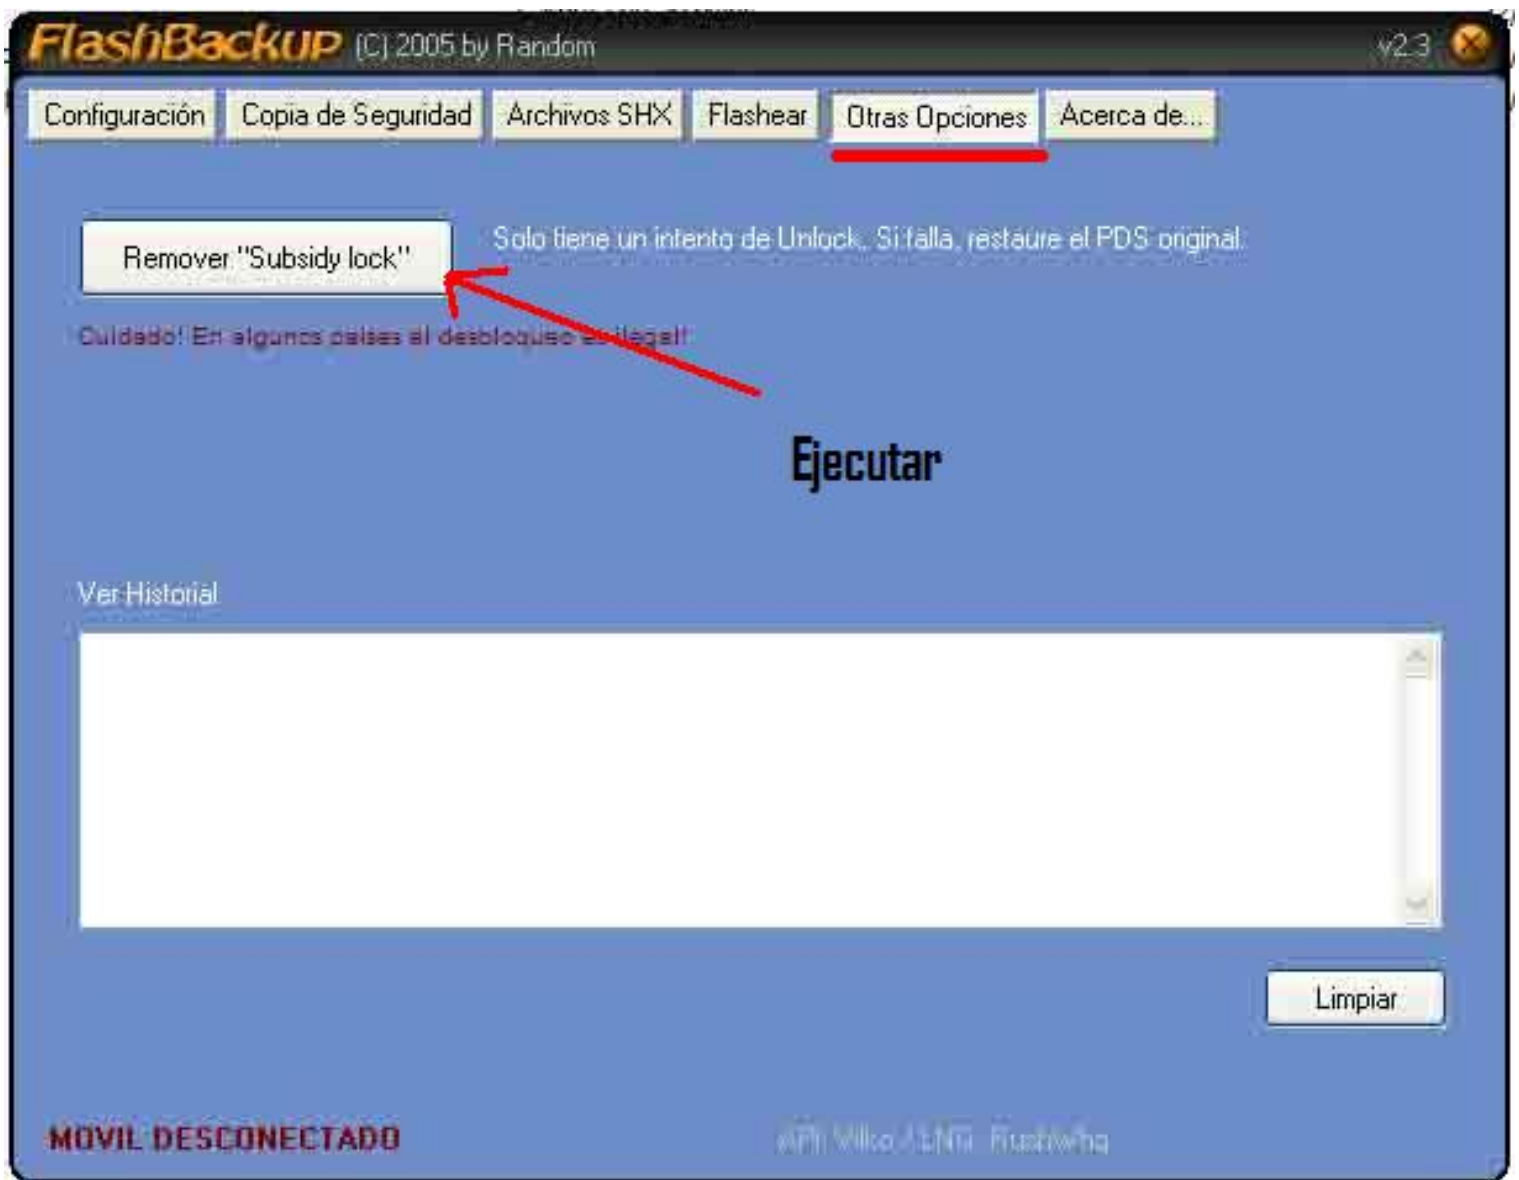 FlashBackup (C) 2005 by Random v2.3
Configuración Copia de Seguridad Archivos SHX Flashear Otras Opciones Acerca de...
Remover "Subsidy lock" Solo tiene un intento de Unlock. Si falla, restaure el PDS original.
Cuidado! En algunos paises el desbloqueo es ilegal!
Ejecutar
Ver Historial
Limpiar
MOVIL DESCONECTADO